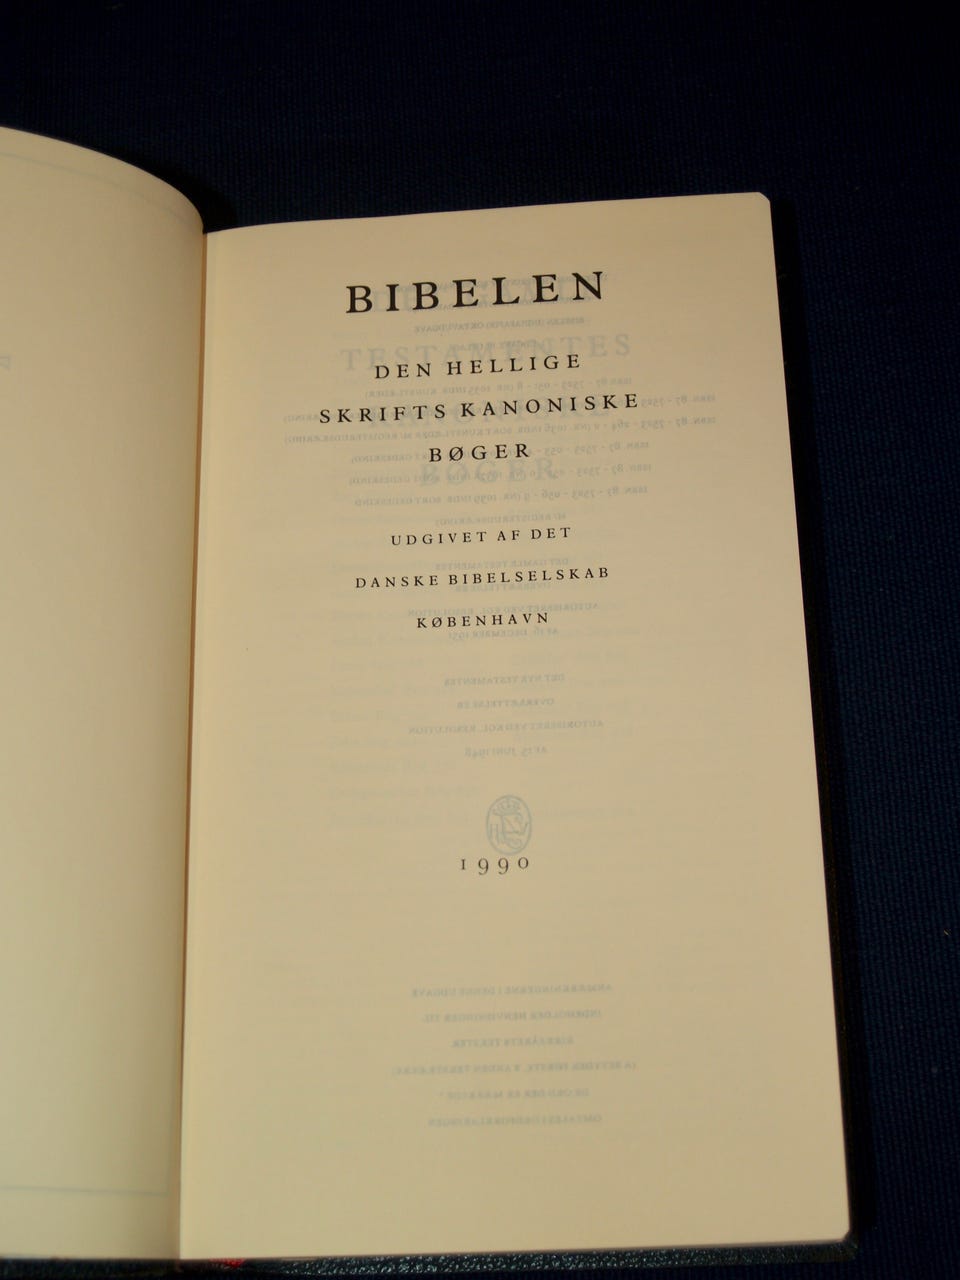 BIBELEN
DEN HELLIGE
SKRIFTS KANONISKE
BØGER
UDGIVET AF DET
DANSKE BIBELSELSKAB
KØBENHAVN
1990